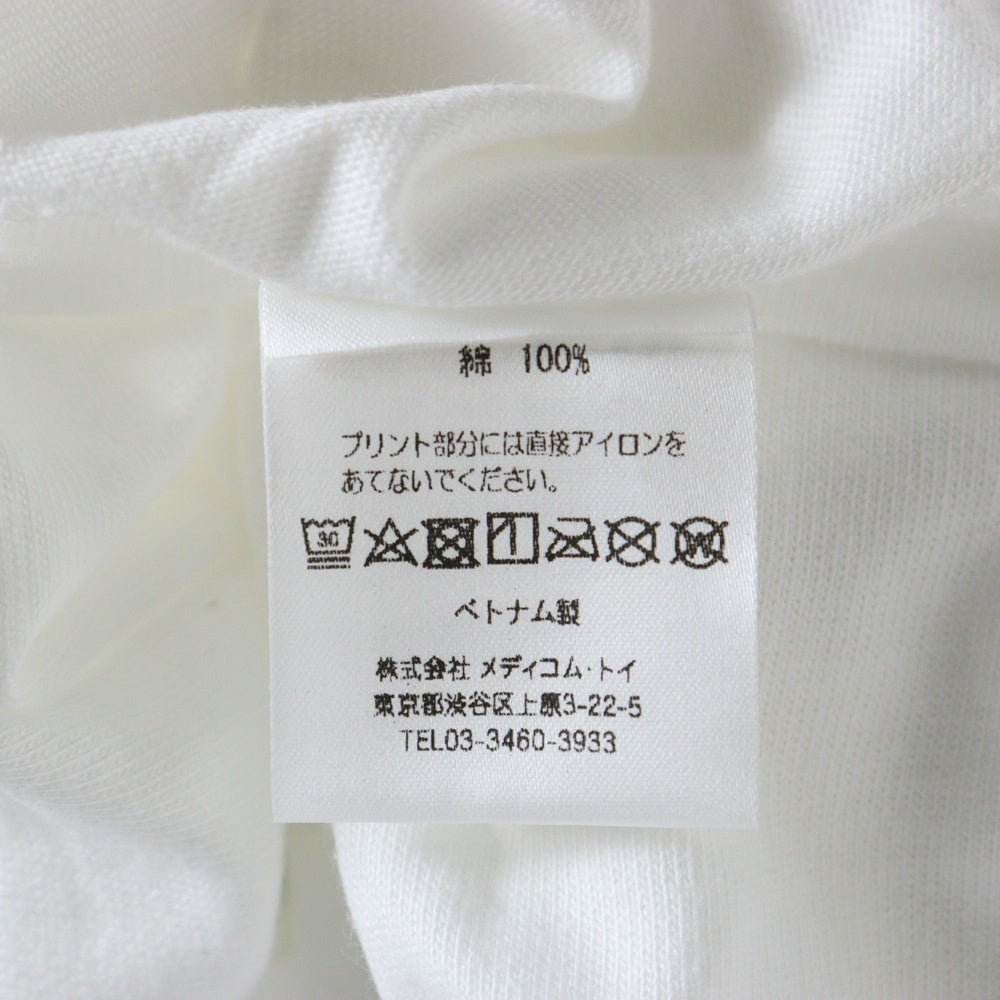 綿 100%
プリント部分には直接アイロンを
あてないでください。
30
W
ベトナム製
株式会社 メディコム・トイ
東京都渋谷区上原3-22-5
TEL03-3460-3933